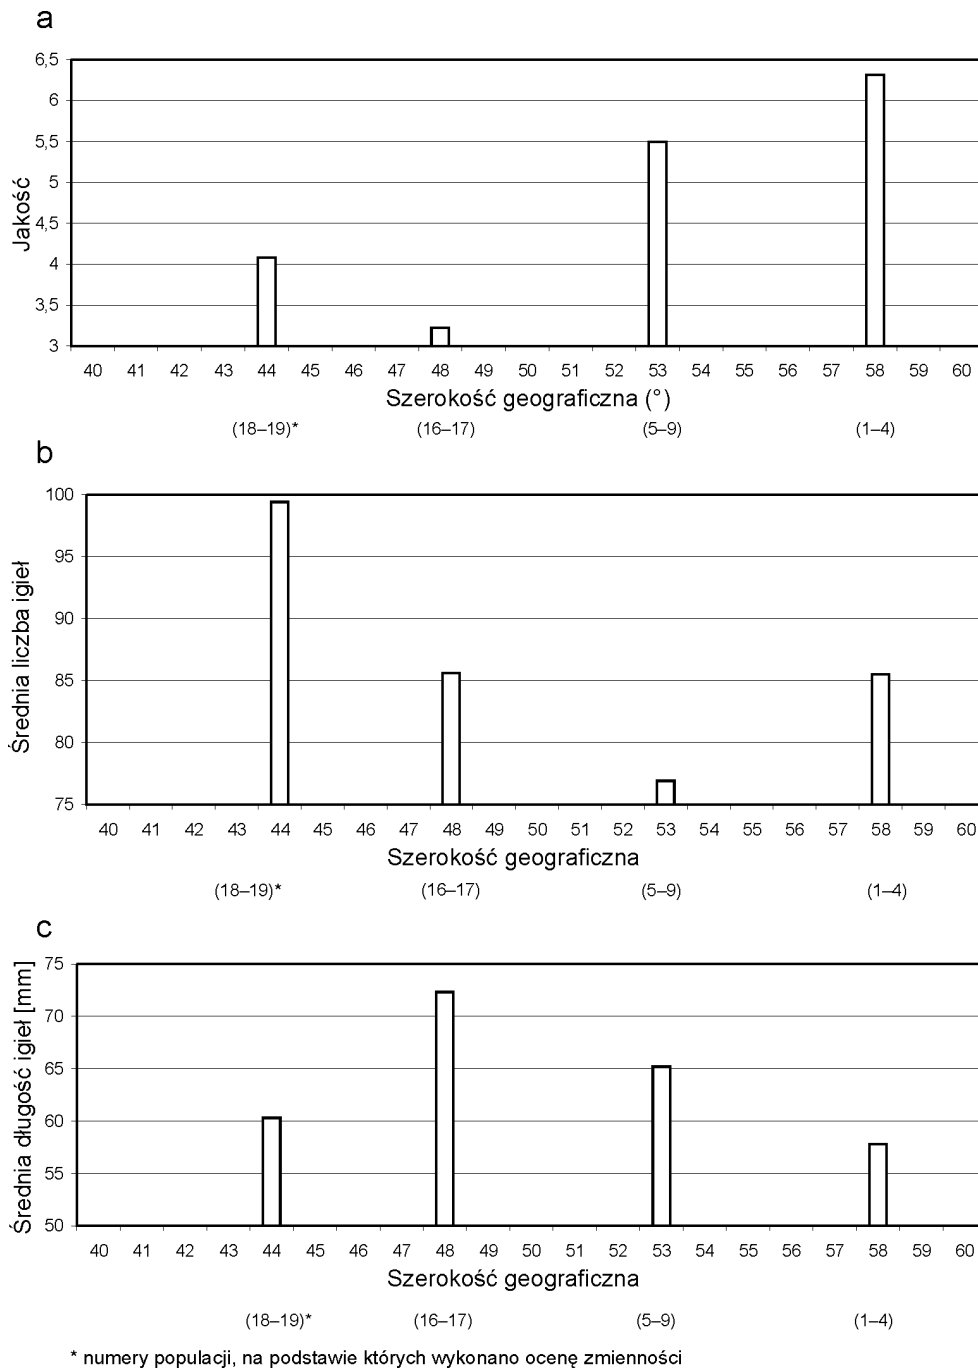 a
6,5
6
5,5
5
4,5
4
3,5
3
Jakość
40 41 42 43 44 45 46 47 48 49 50 51 52 53 54 55 56 57 58 59 60
Szerokość geograficzna (°)
(18–19)* (16–17) (5–9) (1–4)
b
100
95
90
85
80
75
Średnia liczba igieł
40 41 42 43 44 45 46 47 48 49 50 51 52 53 54 55 56 57 58 59 60
Szerokość geograficzna
(18–19)* (16–17) (5–9) (1–4)
c
75
70
65
60
55
50
Średnia długość igieł [mm]
40 41 42 43 44 45 46 47 48 49 50 51 52 53 54 55 56 57 58 59 60
Szerokość geograficzna
(18–19)* (16–17) (5–9) (1–4)
* numery populacji, na podstawie których wykonano ocenę zmienności